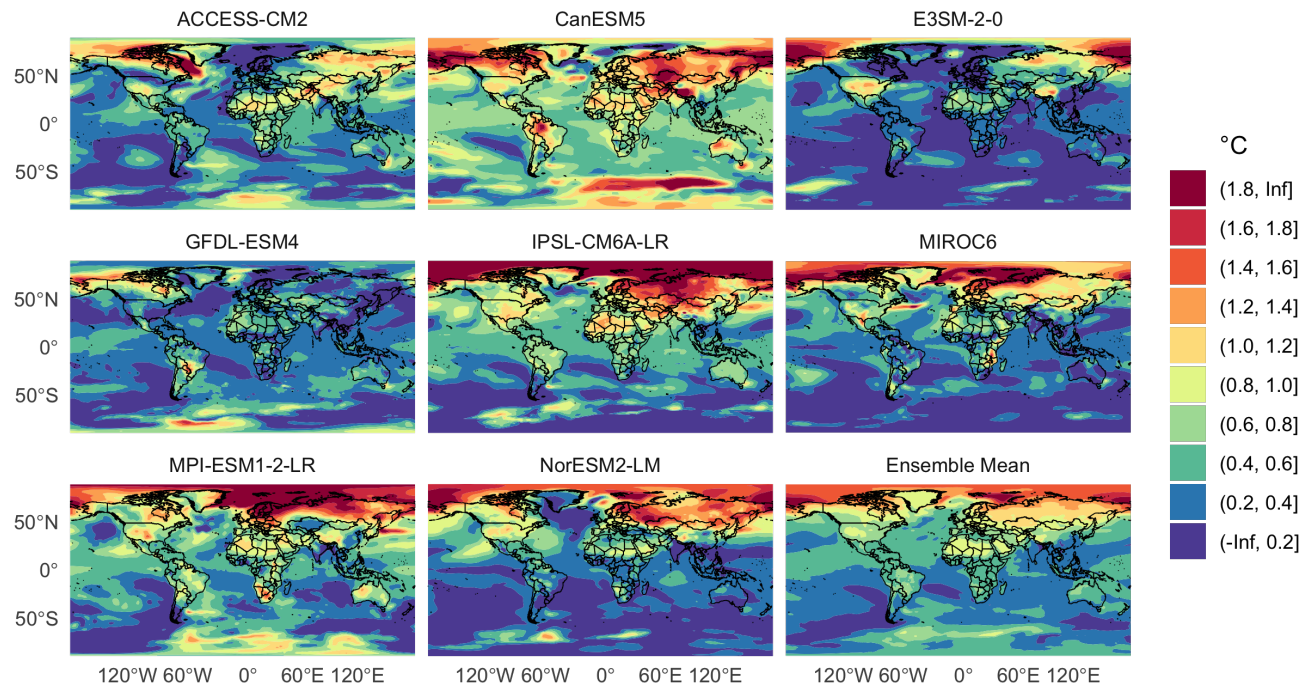 ACCESS-CM2 CanESM5 E3SM-2-0
50°N
0°
50°S
GFDL-ESM4 IPSL-CM6A-LR MIROC6
50°N
0°
50°S
MPI-ESM1-2-LR NorESM2-LM Ensemble Mean
50°N
0°
50°S
120°W 60°W 0° 60°E 120°E 120°W 60°W 0° 60°E 120°E 120°W 60°W 0° 60°E 120°E
°C
(1.8, Inf]
(1.6, 1.8]
(1.4, 1.6]
(1.2, 1.4]
(1.0, 1.2]
(0.8, 1.0]
(0.6, 0.8]
(0.4, 0.6]
(0.2, 0.4]
(-Inf, 0.2]